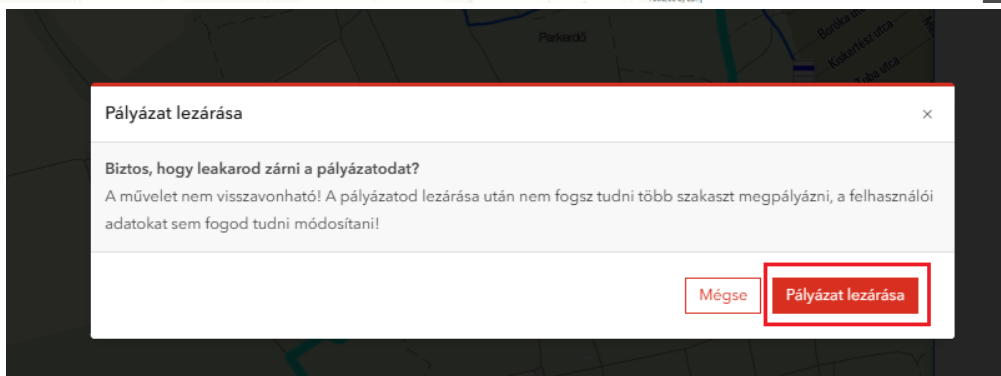 Parkerdő
Boróka utca
Kiskertész utca
Tuba utca
Pályázat lezárása
×
Biztos, hogy leakarod zárni a pályázatodat?
A művelet nem visszavonható! A pályázatod lezárása után nem fogsz tudni több szakaszt megpályázni, a felhasználói
adatokat sem fogod tudni módosítani!
Mégse
Pályázat lezárása